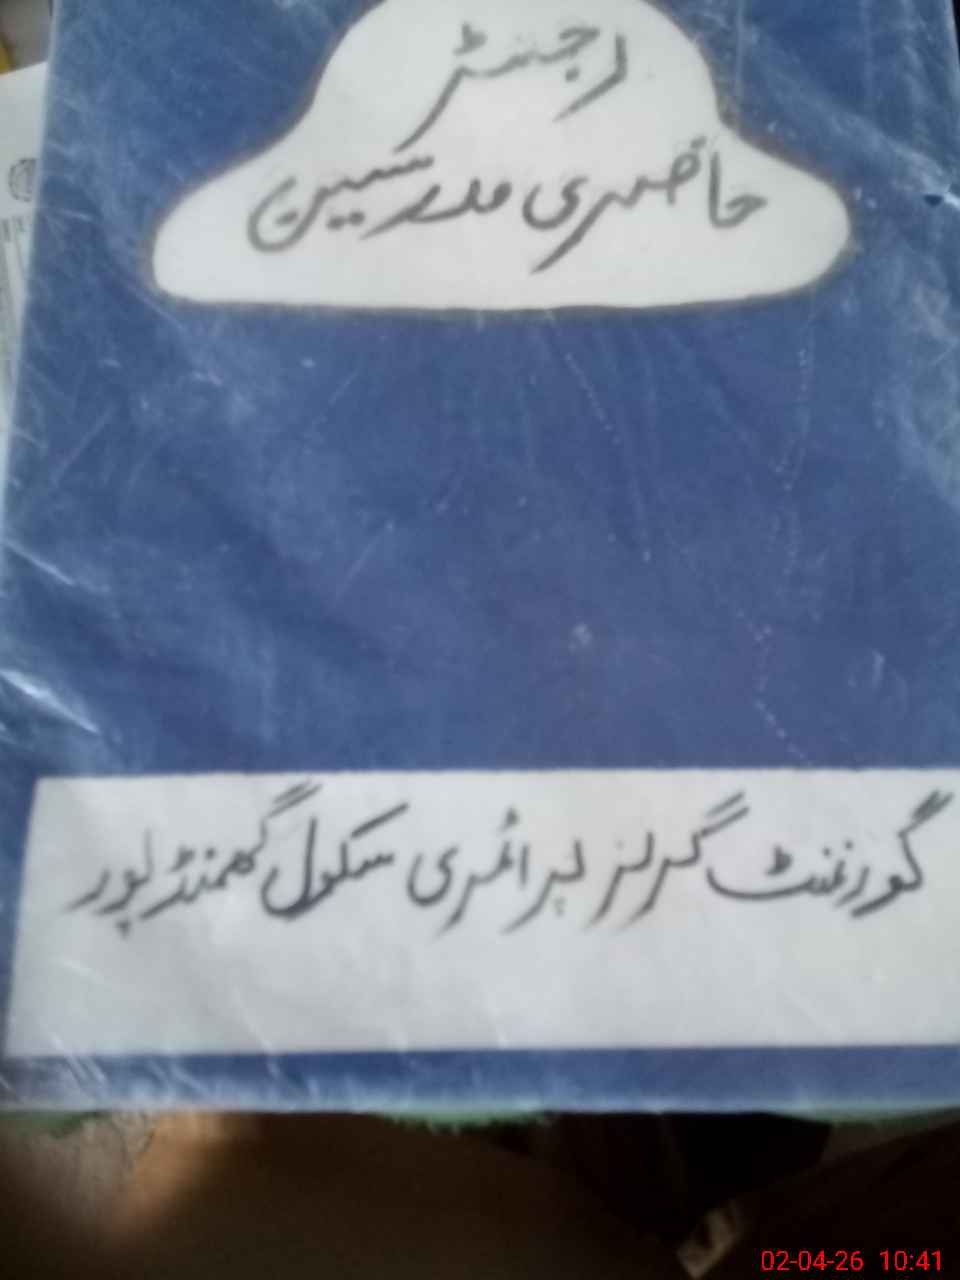 رجسٹر
حاضری مدرسین
گورنمنٹ گرلز پرائمری سکول گھمنڈپور
02-04-26 10:41